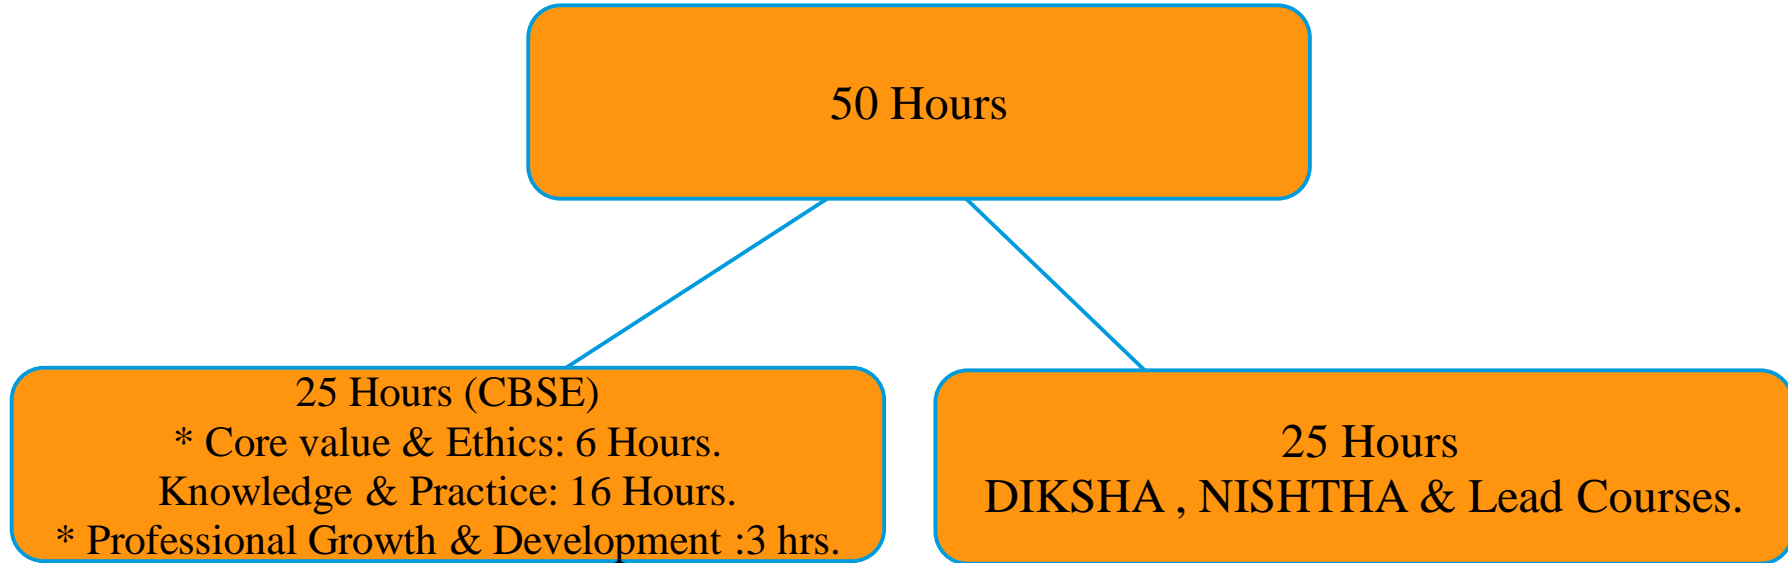 50 Hours
25 Hours (CBSE)
* Core value & Ethics: 6 Hours.
Knowledge & Practice: 16 Hours.
* Professional Growth & Development :3 hrs.
25 Hours
DIKSHA , NISHTHA & Lead Courses.